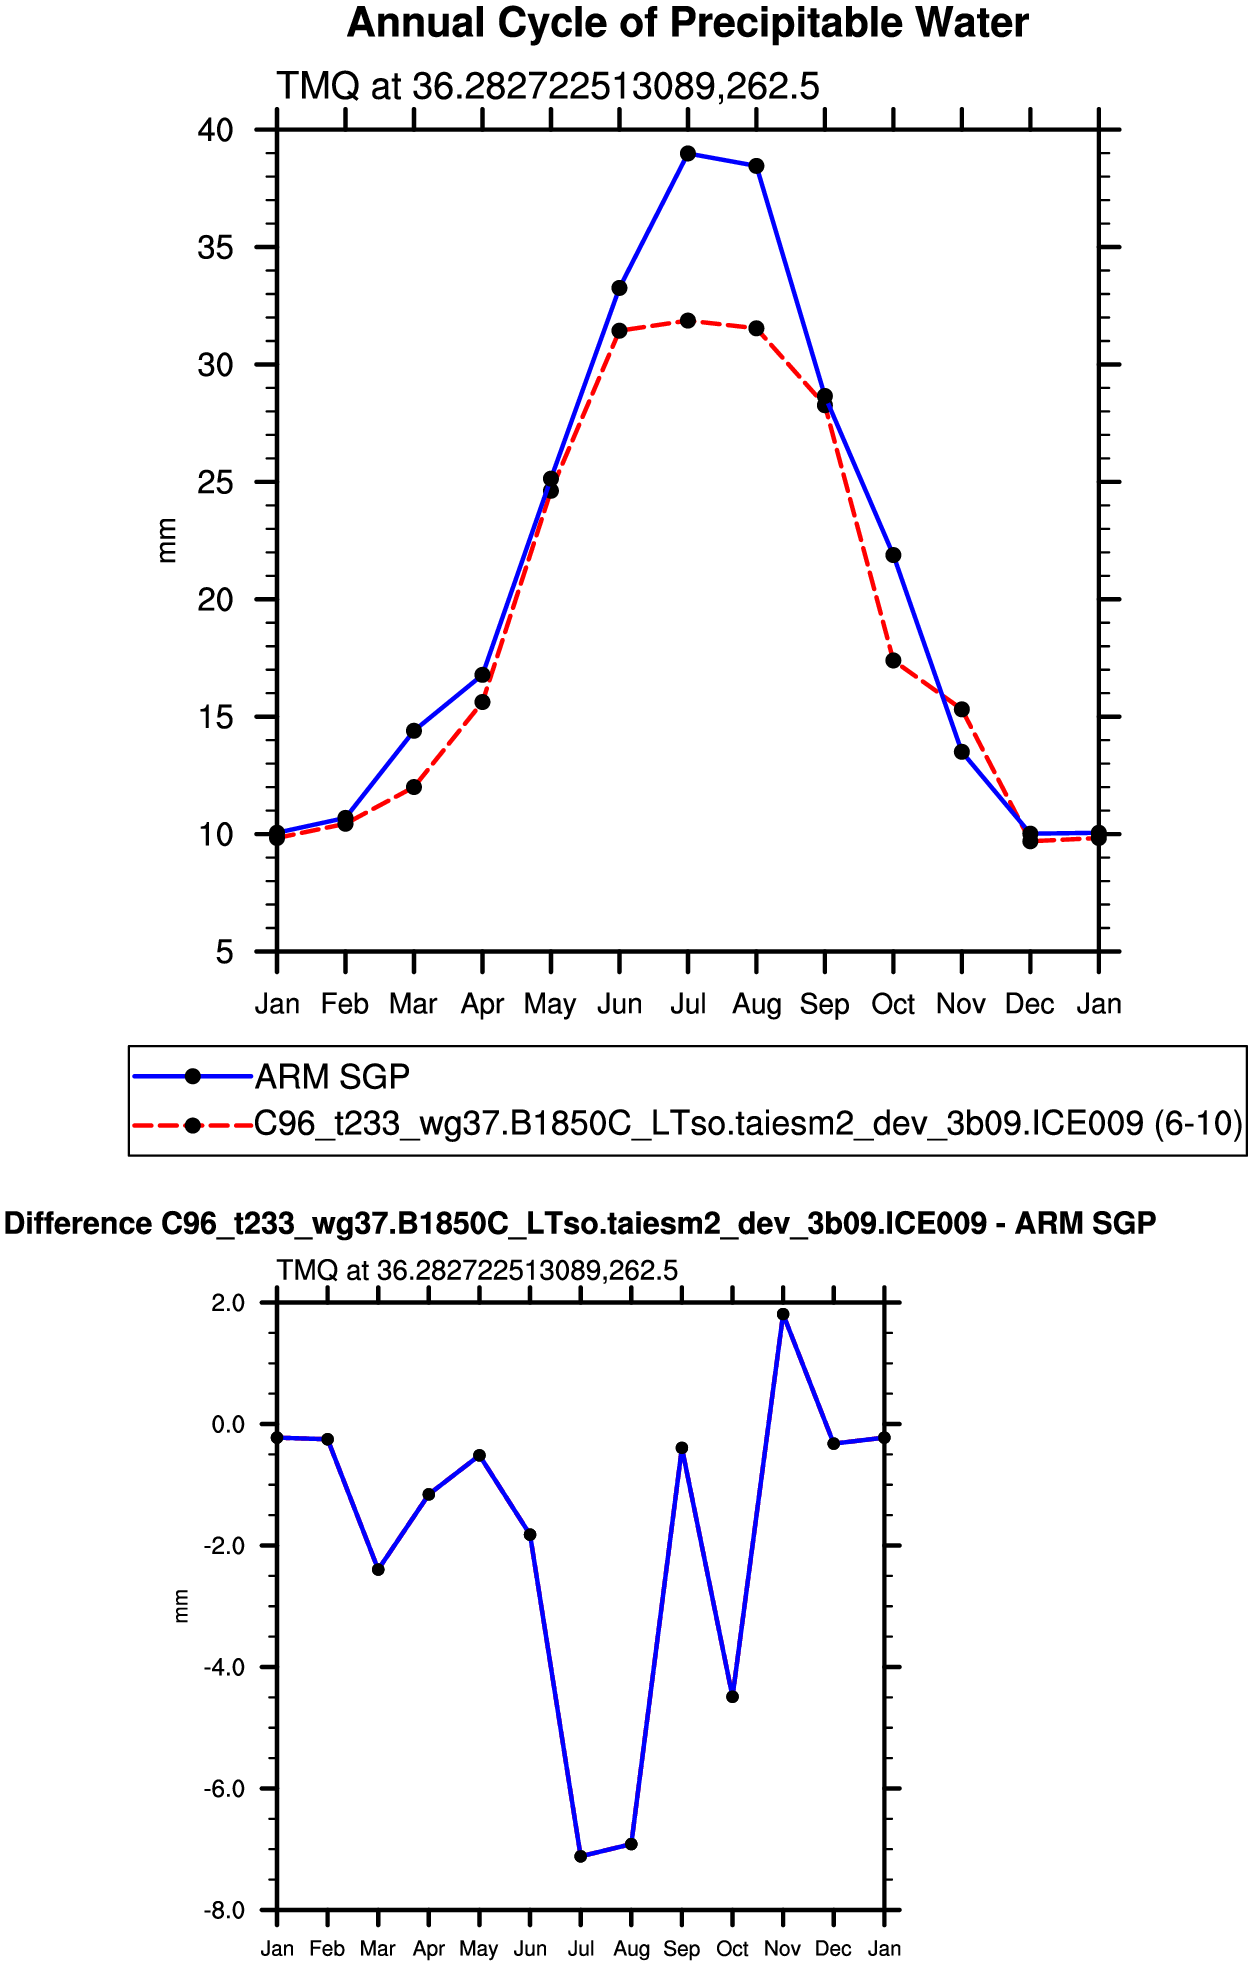 Annual Cycle of Precipitable Water
TMQ at 36.282722513089,262.5
40
35
30
25
20
15
10
5
mm
Jan Feb Mar Apr May Jun Jul Aug Sep Oct Nov Dec Jan
ARM SGP
C96_t233_wg37.B1850C_LTso.taiesm2_dev_3b09.ICE009 (6-10)
Difference C96_t233_wg37.B1850C_LTso.taiesm2_dev_3b09.ICE009 - ARM SGP
TMQ at 36.282722513089,262.5
2.0
0.0
-2.0
-4.0
-6.0
-8.0
mm
Jan Feb Mar Apr May Jun Jul Aug Sep Oct Nov Dec Jan